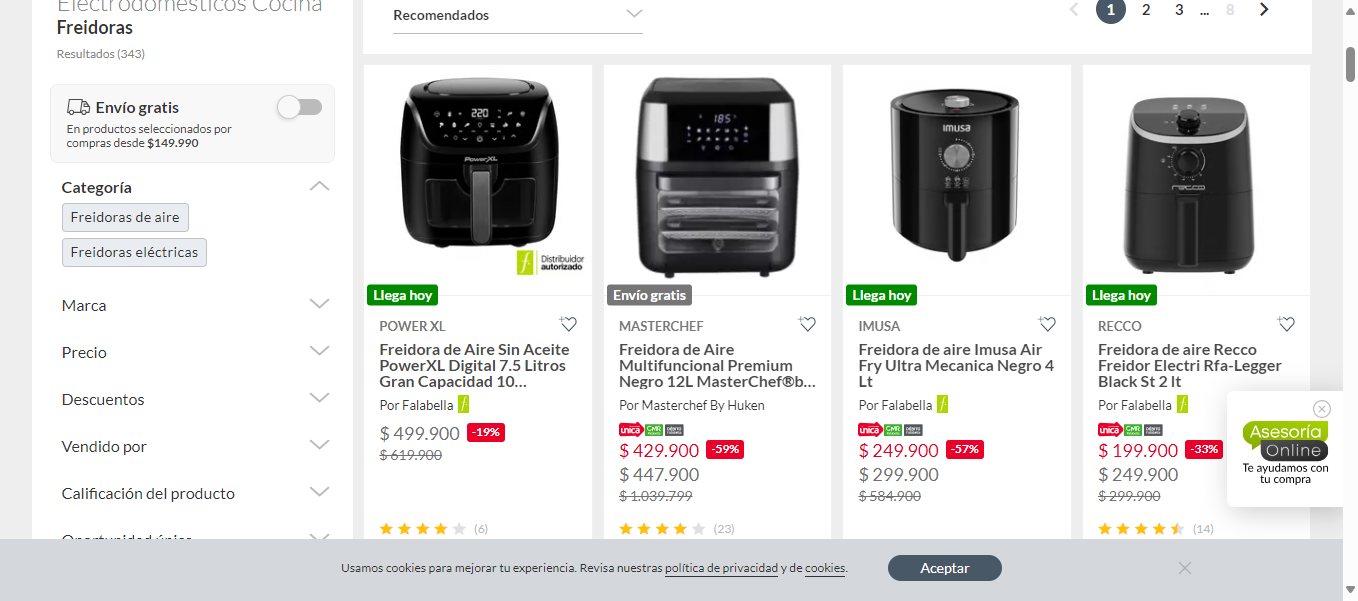 Electrodomésticos Cocina
Freidoras
Resultados (343)
Envío gratis
En productos seleccionados por
compras desde $149.990
Categoría
Freidoras de aire
Freidoras eléctricas
Marca
Precio
Descuentos
Vendido por
Calificación del producto
Oportunidad única
Recomendados
1 2 3 ... 8
220
PowerXL
Distribuidor
autorizado
Llega hoy
POWER XL
Freidora de Aire Sin Aceite
PowerXL Digital 7.5 Litros
Gran Capacidad 10...
Por Falabella
$ 499.900 -19%
$ 619.900
(6)
185
Envío gratis
MASTERCHEF
Freidora de Aire
Multifuncional Premium
Negro 12L MasterChef®b...
Por Masterchef By Huken
única CMR
$ 429.900 -59%
$ 447.900
$ 1.039.799
(23)
imusa
Llega hoy
IMUSA
Freidora de aire Imusa Air
Fry Ultra Mecanica Negro 4
Lt
Por Falabella
única CMR
$ 249.900 -57%
$ 299.900
$ 584.900
recco
Llega hoy
RECCO
Freidora de aire Recco
Freidor Electri Rfa-Legger
Black St 2 lt
Por Falabella
única CMR
$ 199.900 -33%
$ 249.900
$ 299.900
(14)
Asesoría
Online
Te ayudamos con
tu compra
Usamos cookies para mejorar tu experiencia. Revisa nuestras política de privacidad y de cookies.
Aceptar